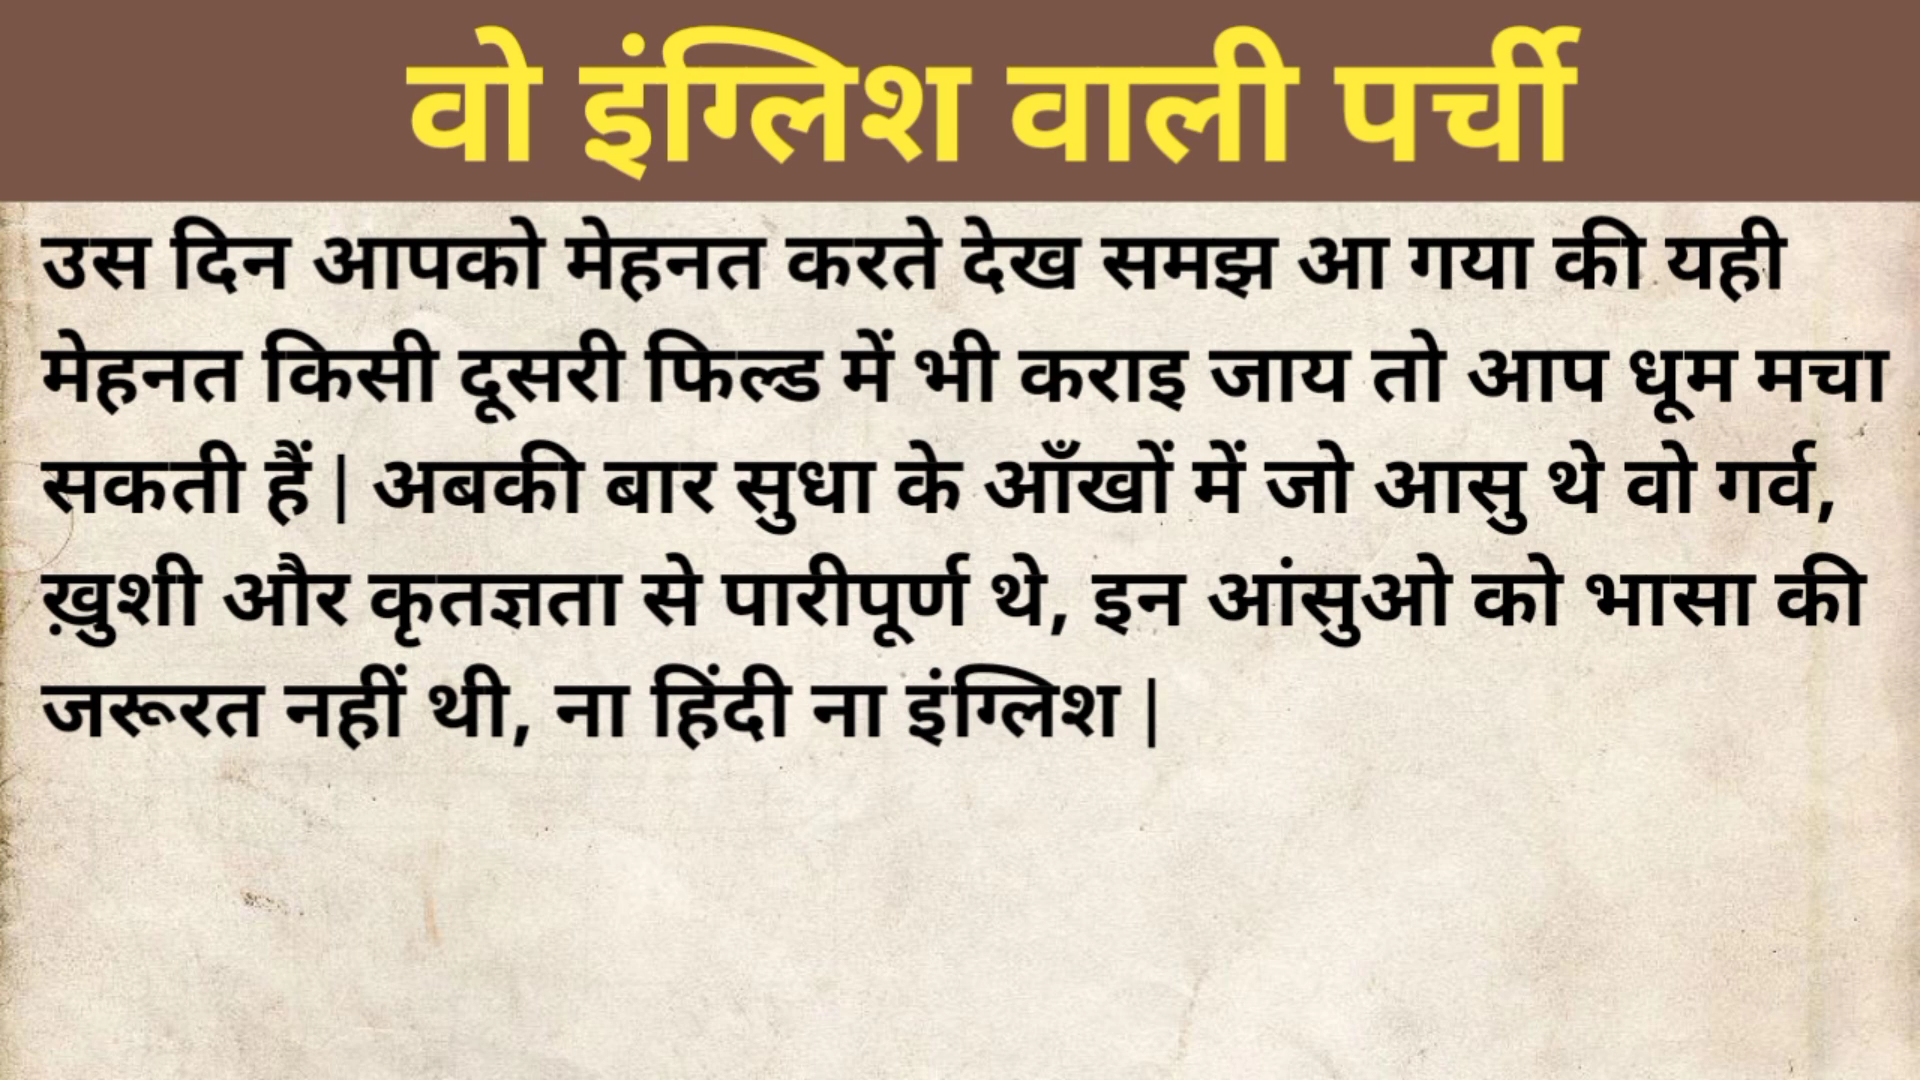 वो इंग्लिश वाली पर्ची
उस दिन आपको मेहनत करते देख समझ आ गया की यही
मेहनत किसी दूसरी फिल्ड में भी कराइ जाय तो आप धूम मचा
सकती हैं | अबकी बार सुधा के आँखों में जो आसु थे वो गर्व,
ख़ुशी और कृतज्ञता से पारीपूर्ण थे, इन आंसुओ को भासा की
जरूरत नहीं थी, ना हिंदी ना इंग्लिश |